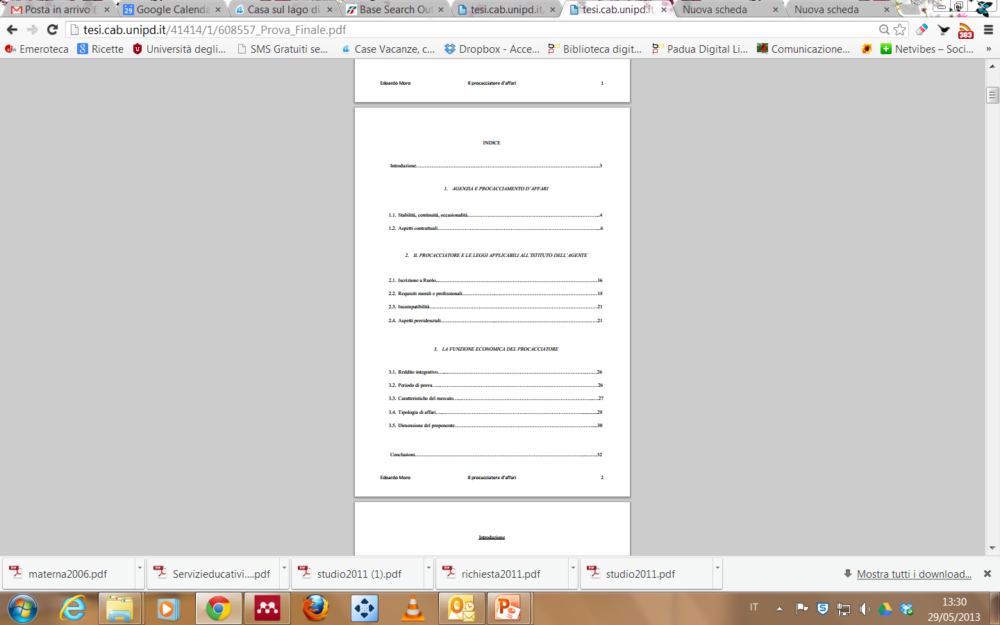 Posta in arrivo (
Google Calenda
Casa sul lago di
Base Search Out
tesi.cab.unipd.it/
tesi.cab.unipd.it/
Nuova scheda
Nuova scheda
tesi.cab.unipd.it/41414/1/608557_Prova_Finale.pdf
383
Emeroteca
Ricette
Università degli...
SMS Gratuiti se...
Case Vacanze, c...
Dropbox - Acce...
Biblioteca digit...
Padua Digital Li...
Comunicazione...
Netvibes – Soci...
»
Edoardo Moro Il procacciatore d'affari 1
INDICE
Introduzione........3
1. AGENZIA E PROCACCIAMENTO D'AFFARI
1.1. Stabilità, continuità, occasionalità........4
1.2. Aspetti contrattuali........6
2. IL PROCACCIATORE E LE LEGGI APPLICABILI ALL'ISTITUTO DELL'AGENTE
2.1. Iscrizione a Ruolo........16
2.2. Requisiti morali e professionali........18
2.3. Incompatibilità........21
2.4. Aspetti previdenziali........21
3. LA FUNZIONE ECONOMICA DEL PROCACCIATORE
3.1. Reddito integrativo........26
3.2. Periodo di prova........26
3.3. Caratteristiche del mercato........27
3.4. Tipologia di affari........28
3.5. Dimensione del proponente........30
Conclusioni........32
Edoardo Moro Il procacciatore d'affari 2
Introduzione
materna2006.pdf
Servizieducativi....pdf
studio2011 (1).pdf
richiesta2011.pdf
studio2011.pdf
Mostra tutti i download...
IT
13:30
29/05/2013